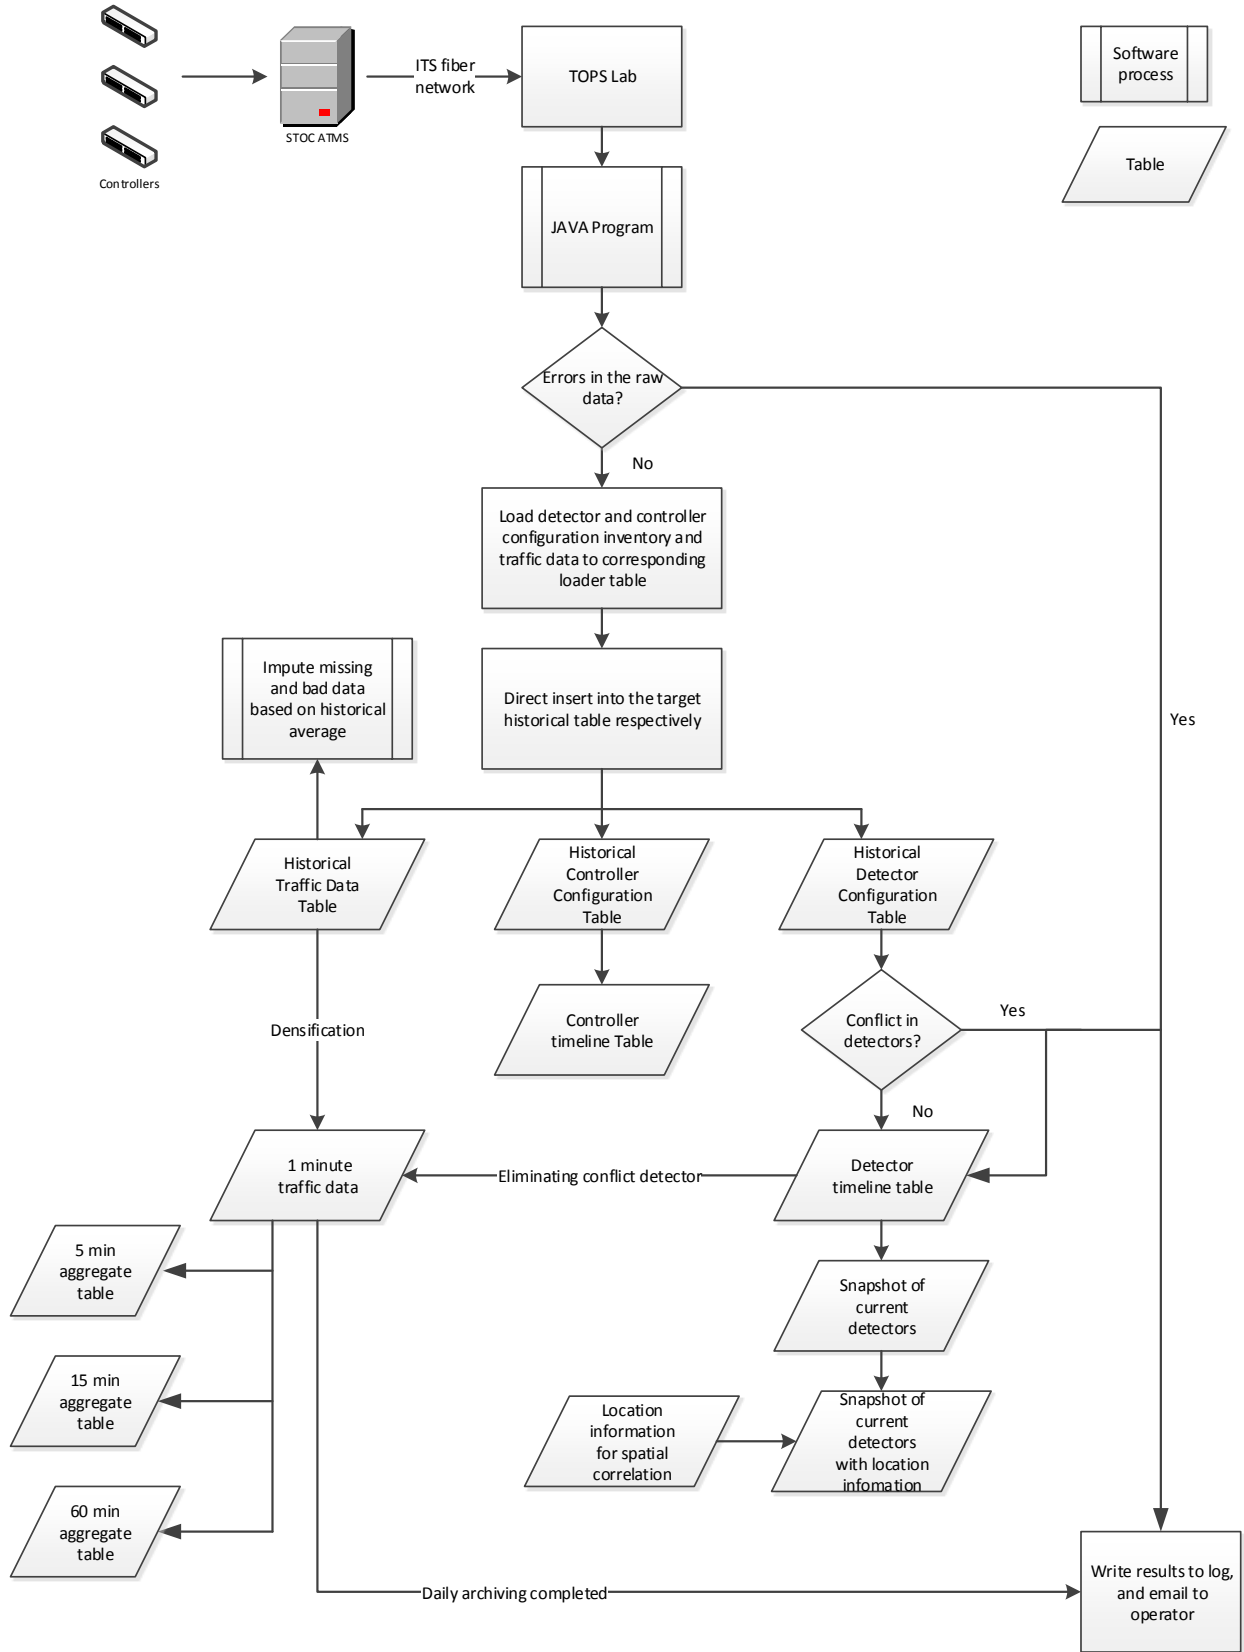 ITS fiber
network
TOPS Lab
Software
process
STOC ATMS
Controllers
Table
JAVA Program
Errors in the raw
data?
No
Load detector and controller
configuration inventory and
traffic data to corresponding
loader table
Impute missing
and bad data
based on historical
average
Direct insert into the target
historical table respectively
Yes
Historical
Traffic Data
Table
Historical
Controller
Configuration
Table
Historical
Detector
Configuration
Table
Densification
Controller
timeline Table
Conflict in
detectors?
Yes
No
1 minute
traffic data
Eliminating conflict detector
Detector
timeline table
5 min
aggregate
table
Snapshot of
current
detectors
15 min
aggregate
table
Location
information
for spatial
correlation
Snapshot of
current
detectors
with location
infomation
60 min
aggregate
table
Daily archiving completed
Write results to log,
and email to
operator